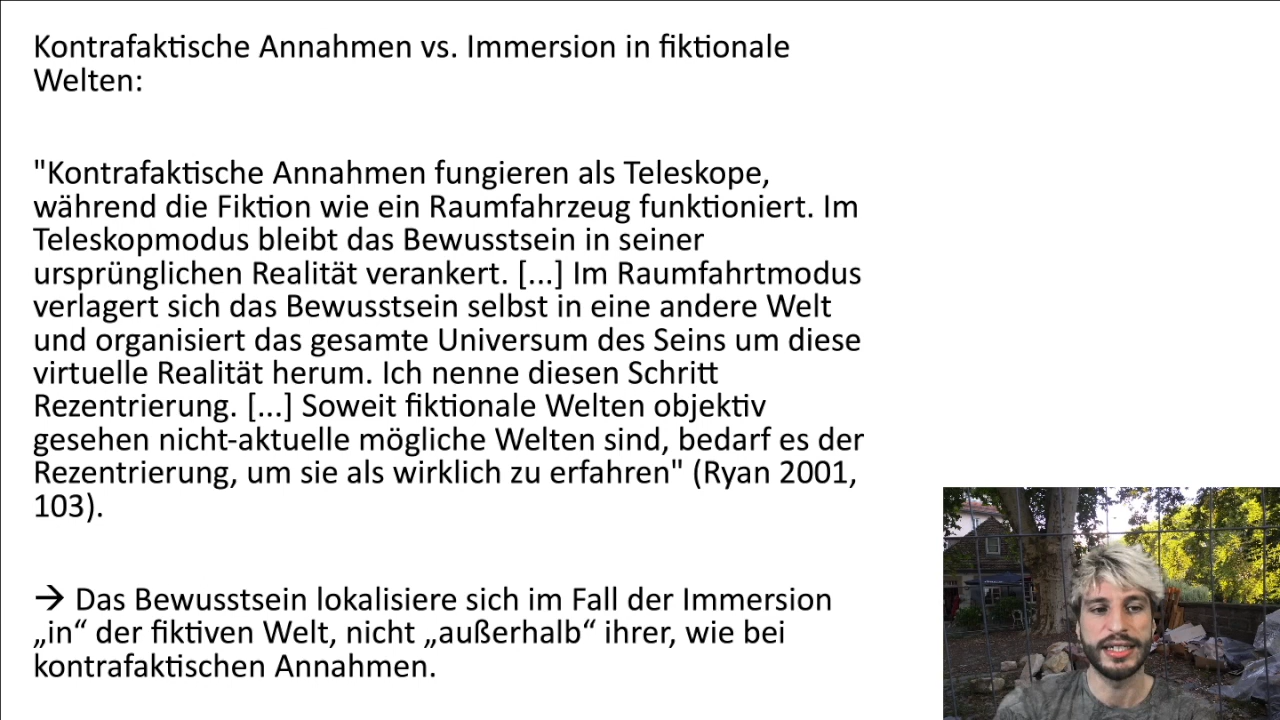 Kontrafaktische Annahmen vs. Immersion in fiktionale
Welten:
"Kontrafaktische Annahmen fungieren als Teleskope,
während die Fiktion wie ein Raumfahrzeug funktioniert. Im
Teleskopmodus bleibt das Bewusstsein in seiner
ursprünglichen Realität verankert. [...] Im Raumfahrtmodus
verlagert sich das Bewusstsein selbst in eine andere Welt
und organisiert das gesamte Universum des Seins um diese
virtuelle Realität herum. Ich nenne diesen Schritt
Rezentrierung. [...] Soweit fiktionale Welten objektiv
gesehen nicht-aktuelle mögliche Welten sind, bedarf es der
Rezentrierung, um sie als wirklich zu erfahren" (Ryan 2001,
103).
→ Das Bewusstsein lokalisiere sich im Fall der Immersion
„in“ der fiktiven Welt, nicht „außerhalb“ ihrer, wie bei
kontrafaktischen Annahmen.